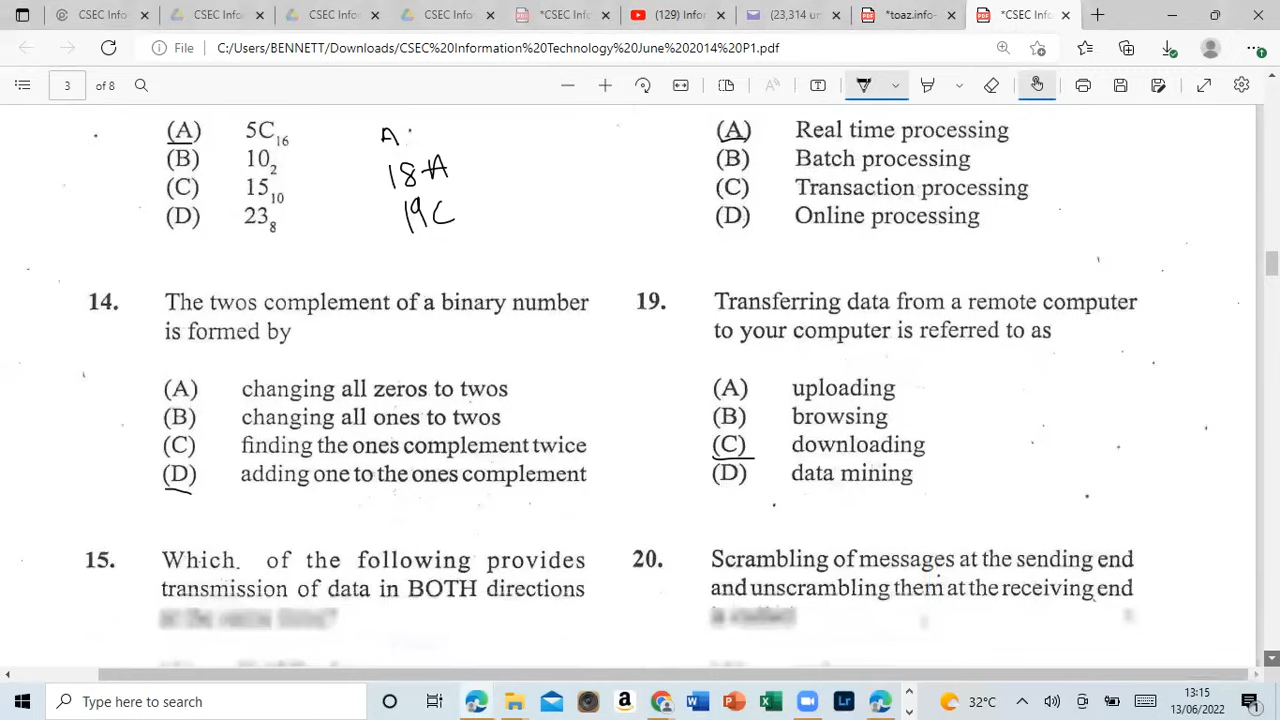 CSEC Info
CSEC Info
CSEC Info
CSEC Info
*CSEC Inf
(129) Infor
(23,314 ur
*toaz.info-
*CSEC Inf
File
C:/Users/BENNETT/Downloads/CSEC%20Information%20Technology%20June%202014%20P1.pdf
3 of 8
(A) 5C16
(B) 102
(C) 1510
(D) 238
A
18 A
19 C
14. The twos complement of a binary number
is formed by
(A) changing all zeros to twos
(B) changing all ones to twos
(C) finding the ones complement twice
(D) adding one to the ones complement
15. Which. of the following provides
transmission of data in BOTH directions
(A) Real time processing
(B) Batch processing
(C) Transaction processing
(D) Online processing
19. Transferring data from a remote computer
to your computer is referred to as
(A) uploading
(B) browsing
(C) downloading
(D) data mining
20. Scrambling of messages at the sending end
and unscrambling them at the receiving end
Type here to search
32°C
13:15
13/06/2022